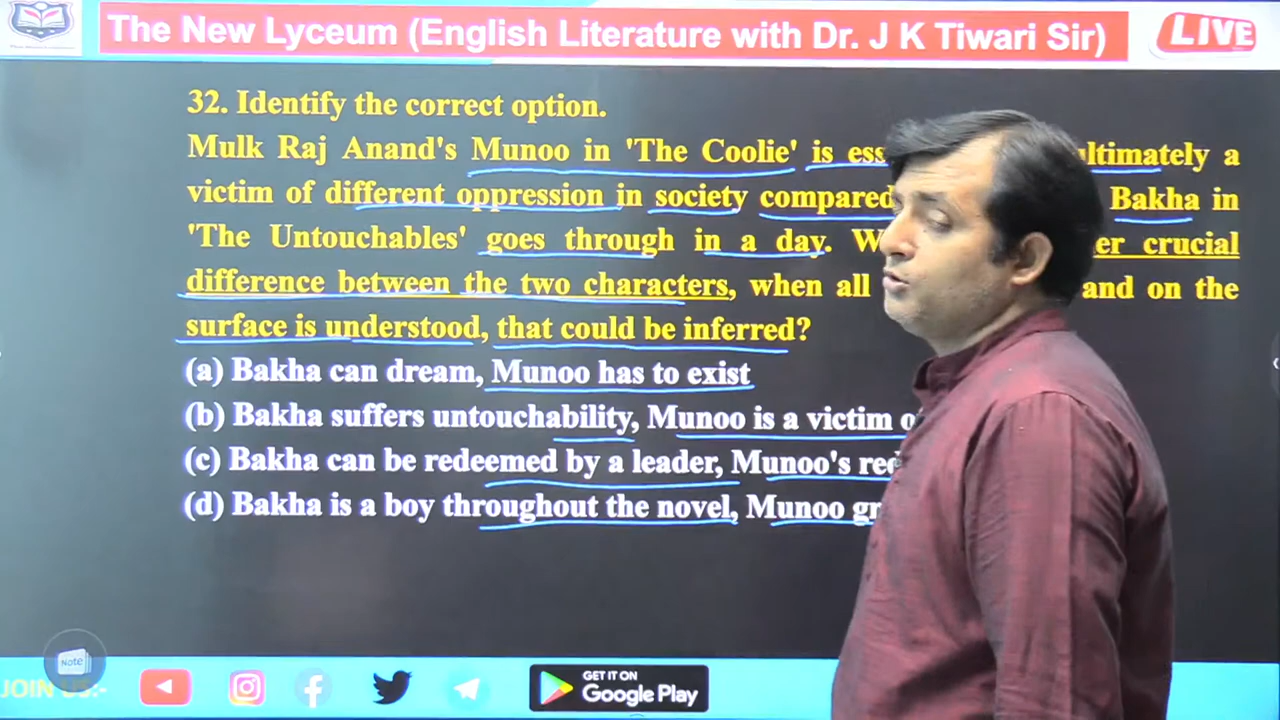 The New Lyceum (English Literature with Dr. J K Tiwari Sir)
LIVE
32. Identify the correct option.
Mulk Raj Anand's Munoo in 'The Coolie' is ultimately a
victim of different oppression in society compared Bakha in
'The Untouchables' goes through in a day. crucial
difference between the two characters, when all and on the
surface is understood, that could be inferred?
(a) Bakha can dream, Munoo has to exist
(b) Bakha suffers untouchability, Munoo is a victim
(c) Bakha can be redeemed by a leader, Munoo's
(d) Bakha is a boy throughout the novel, Munoo
Note
JOIN US:-
GET IT ON
Google Play